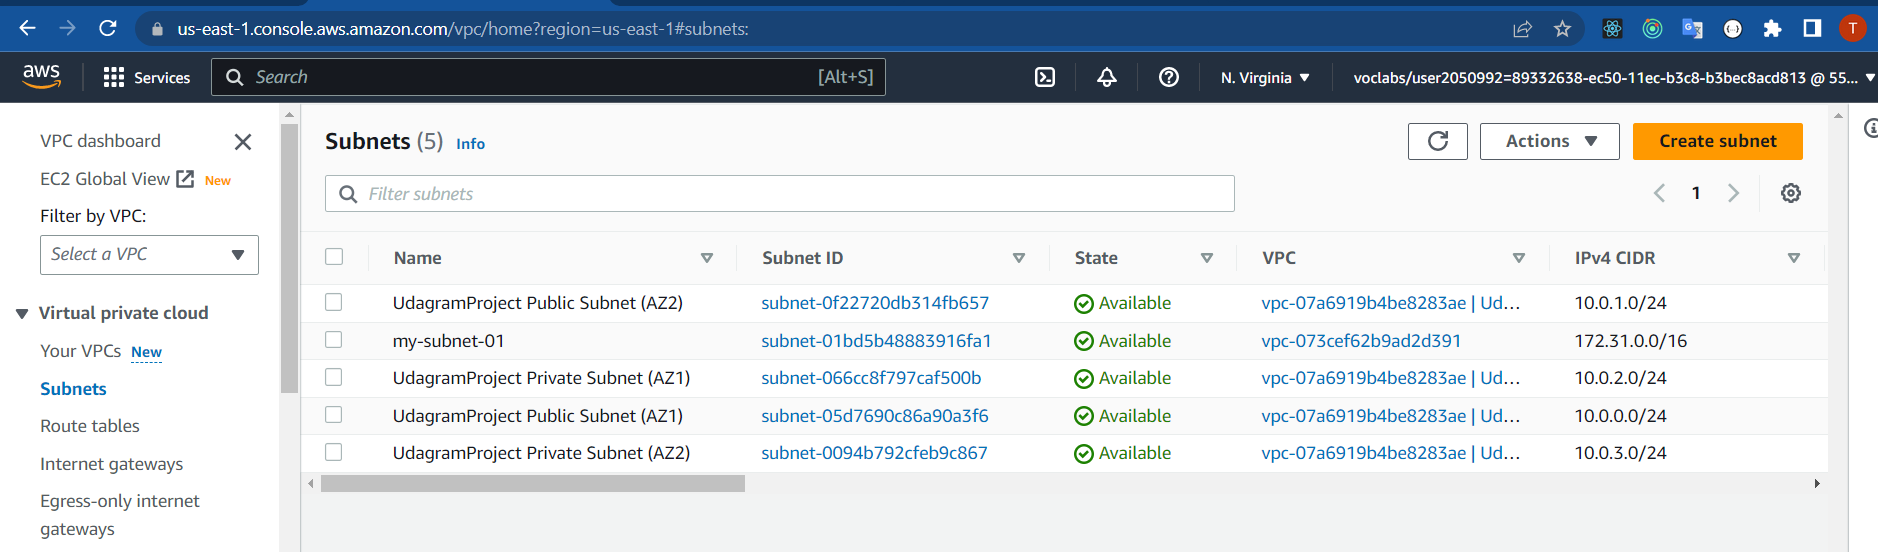 us-east-1.console.aws.amazon.com/vpc/home?region=us-east-1#subnets:
T
aws
Services
Search
[Alt+S]
N. Virginia
voclabs/user2050992=89332638-ec50-11ec-b3c8-b3bec8acd813 @ 55...
VPC dashboard
EC2 Global View New
Filter by VPC:
Select a VPC
Virtual private cloud
Your VPCs New
Subnets
Route tables
Internet gateways
Egress-only internet
gateways
Subnets (5) Info
Actions
Create subnet
Filter subnets
1
Name Subnet ID State VPC IPv4 CIDR
UdagramProject Public Subnet (AZ2) subnet-0f22720db314fb657 Available vpc-07a6919b4be8283ae | Ud... 10.0.1.0/24
my-subnet-01 subnet-01bd5b48883916fa1 Available vpc-073cef62b9ad2d391 172.31.0.0/16
UdagramProject Private Subnet (AZ1) subnet-066cc8f797caf500b Available vpc-07a6919b4be8283ae | Ud... 10.0.2.0/24
UdagramProject Public Subnet (AZ1) subnet-05d7690c86a90a3f6 Available vpc-07a6919b4be8283ae | Ud... 10.0.0.0/24
UdagramProject Private Subnet (AZ2) subnet-0094b792cfeb9c867 Available vpc-07a6919b4be8283ae | Ud... 10.0.3.0/24